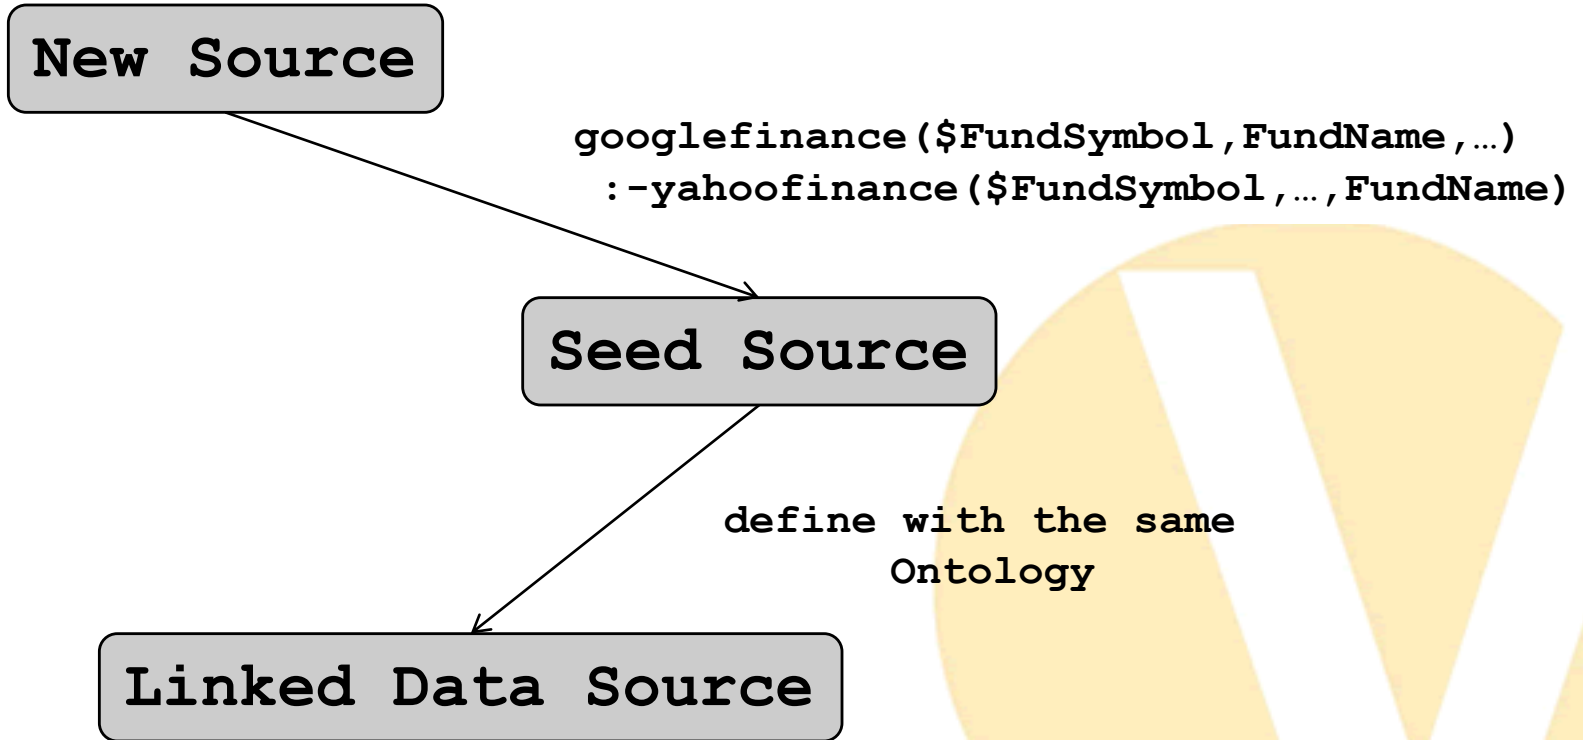 New Source
googlefinance($FundSymbol,FundName,…)
:-yahoofinance($FundSymbol,…,FundName)
Seed Source
define with the same
Ontology
Linked Data Source